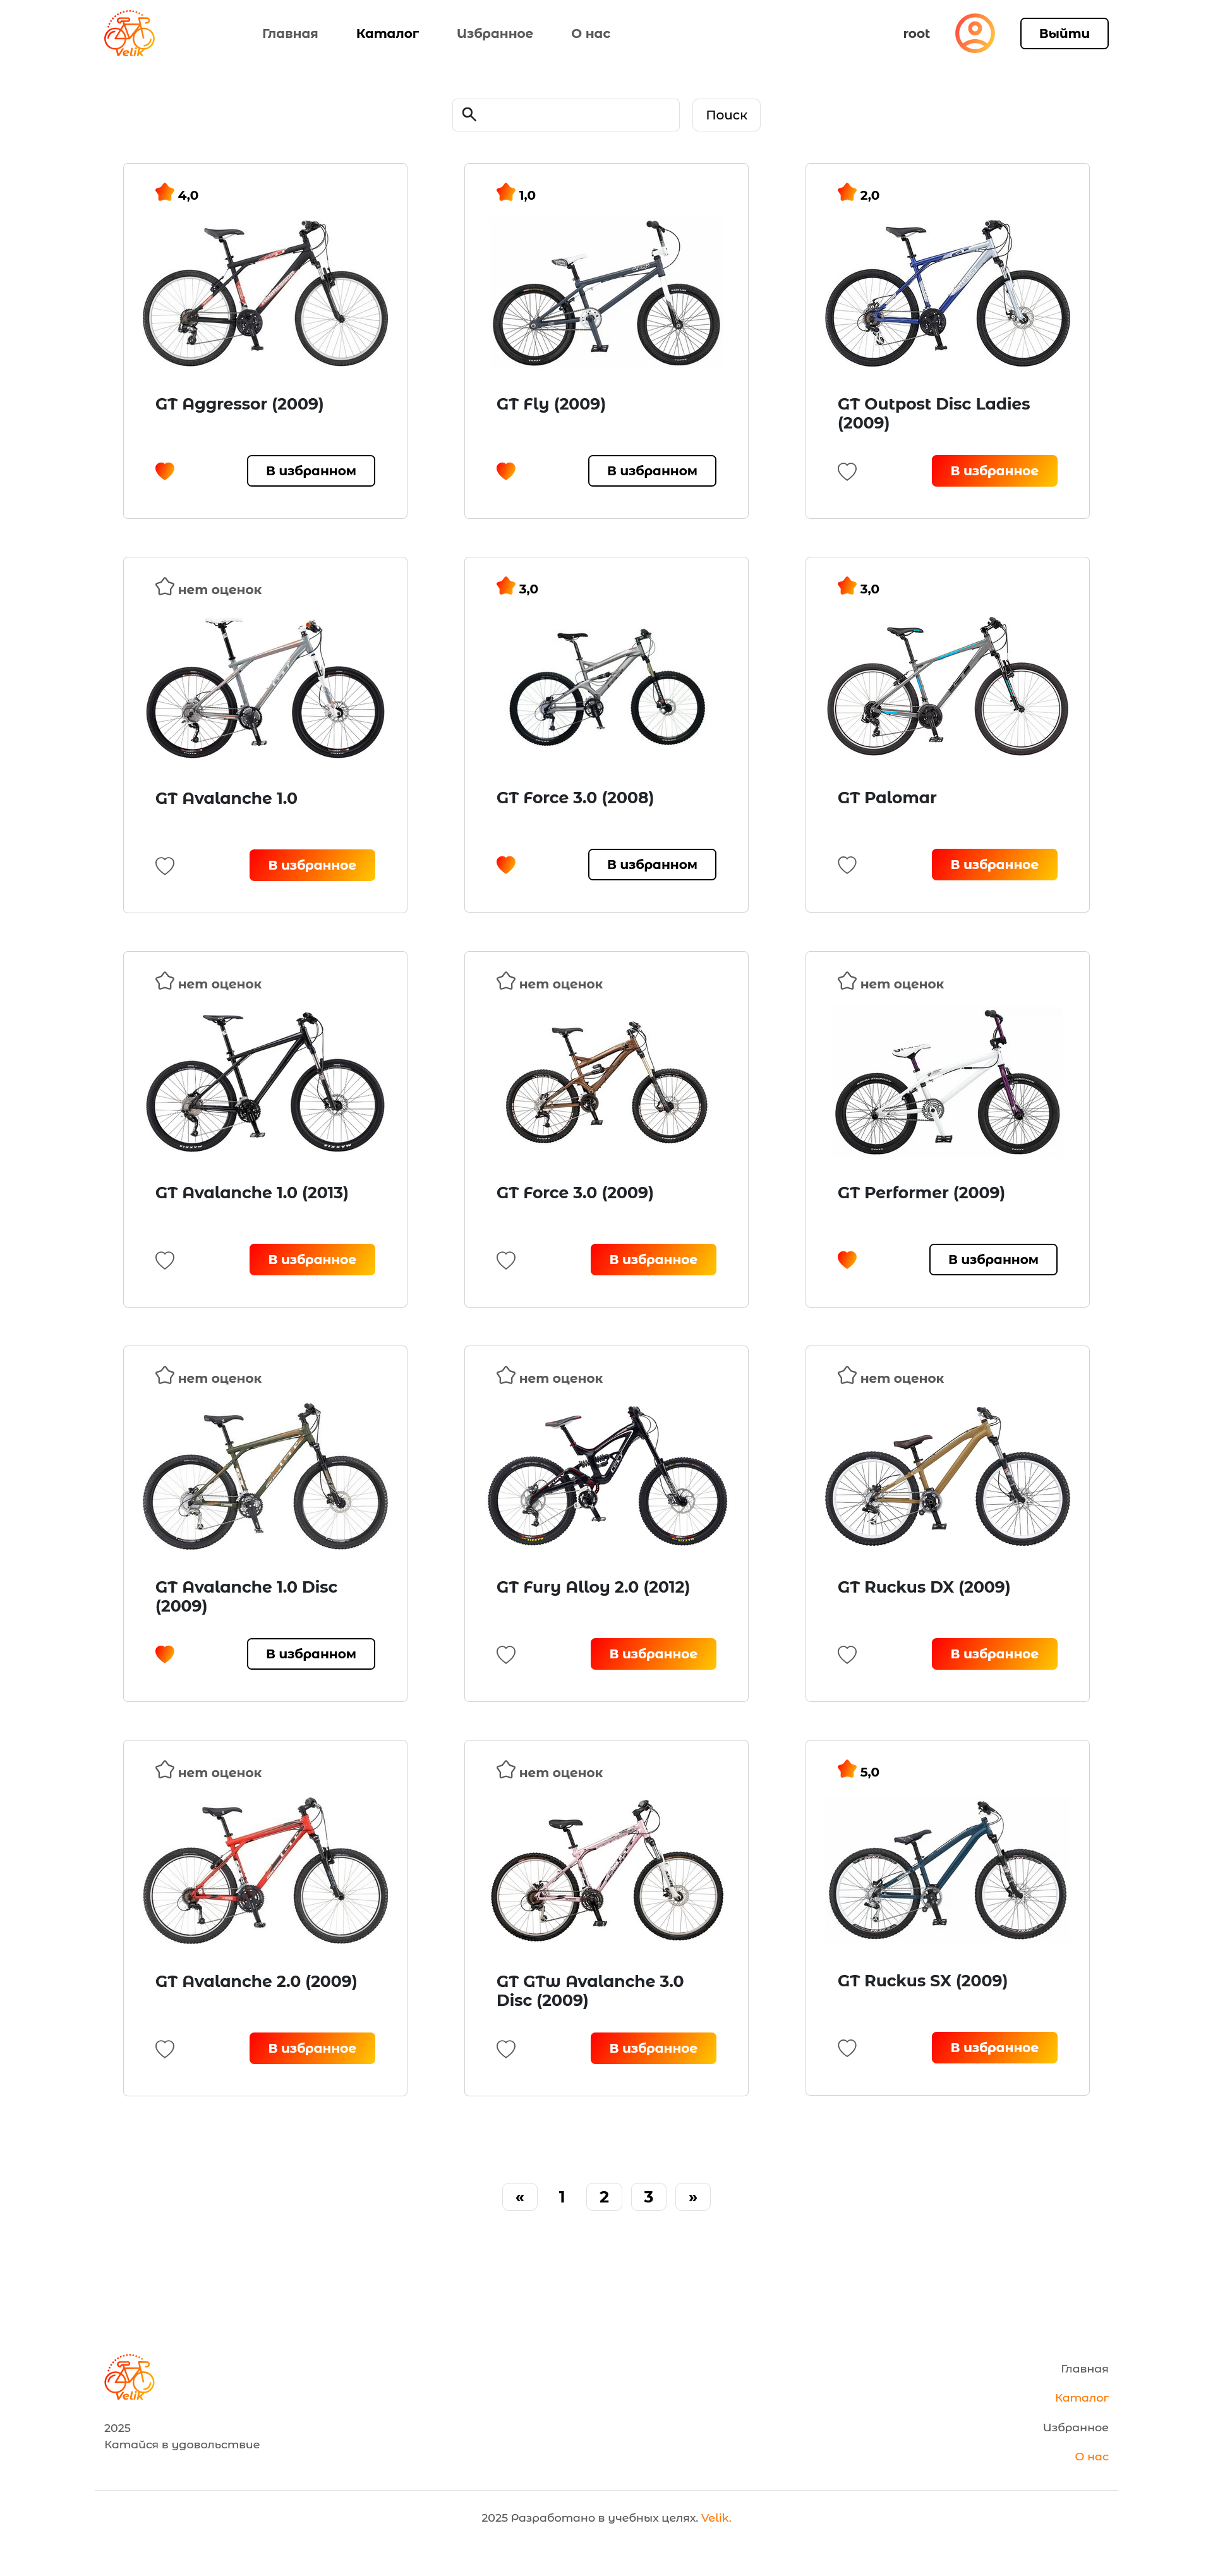 Velik
Главная
Каталог
Избранное
О нас
root
Выйти
Поиск
4,0
GT Aggressor (2009)
В избранном
1,0
GT Fly (2009)
В избранном
2,0
GT Outpost Disc Ladies
(2009)
В избранное
нет оценок
GT Avalanche 1.0
В избранное
3,0
GT Force 3.0 (2008)
В избранном
3,0
GT Palomar
В избранное
нет оценок
GT Avalanche 1.0 (2013)
В избранное
нет оценок
GT Force 3.0 (2009)
В избранное
нет оценок
GT Performer (2009)
В избранном
нет оценок
GT Avalanche 1.0 Disc
(2009)
В избранном
нет оценок
GT Fury Alloy 2.0 (2012)
В избранное
нет оценок
GT Ruckus DX (2009)
В избранное
нет оценок
GT Avalanche 2.0 (2009)
В избранное
нет оценок
GT GTw Avalanche 3.0
Disc (2009)
В избранное
5,0
GT Ruckus SX (2009)
В избранное
« 1 2 3 »
Velik
2025
Катайся в удовольствие
Главная
Каталог
Избранное
О нас
2025 Разработано в учебных целях. Velik.